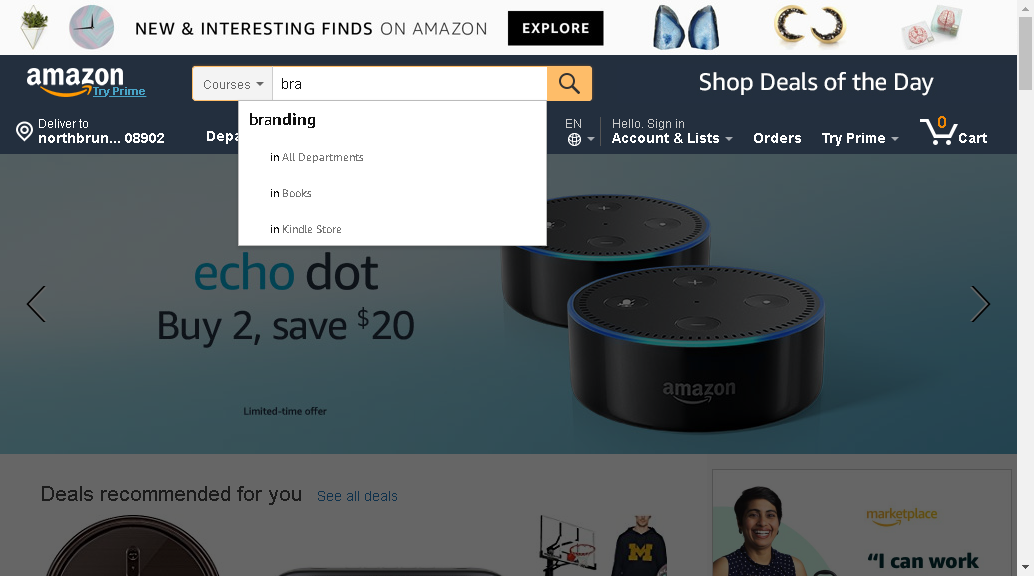 NEW & INTERESTING FINDS ON AMAZON EXPLORE
amazon
Try Prime
Courses bra
Shop Deals of the Day
branding
in All Departments
in Books
in Kindle Store
Deliver to
northbrun... 08902
Depa
EN
Hello. Sign in
Account & Lists
Orders
Try Prime
0
Cart
echo dot
Buy 2, save $20
Limited-time offer
amazon
Deals recommended for you See all deals
marketplace
“I can work